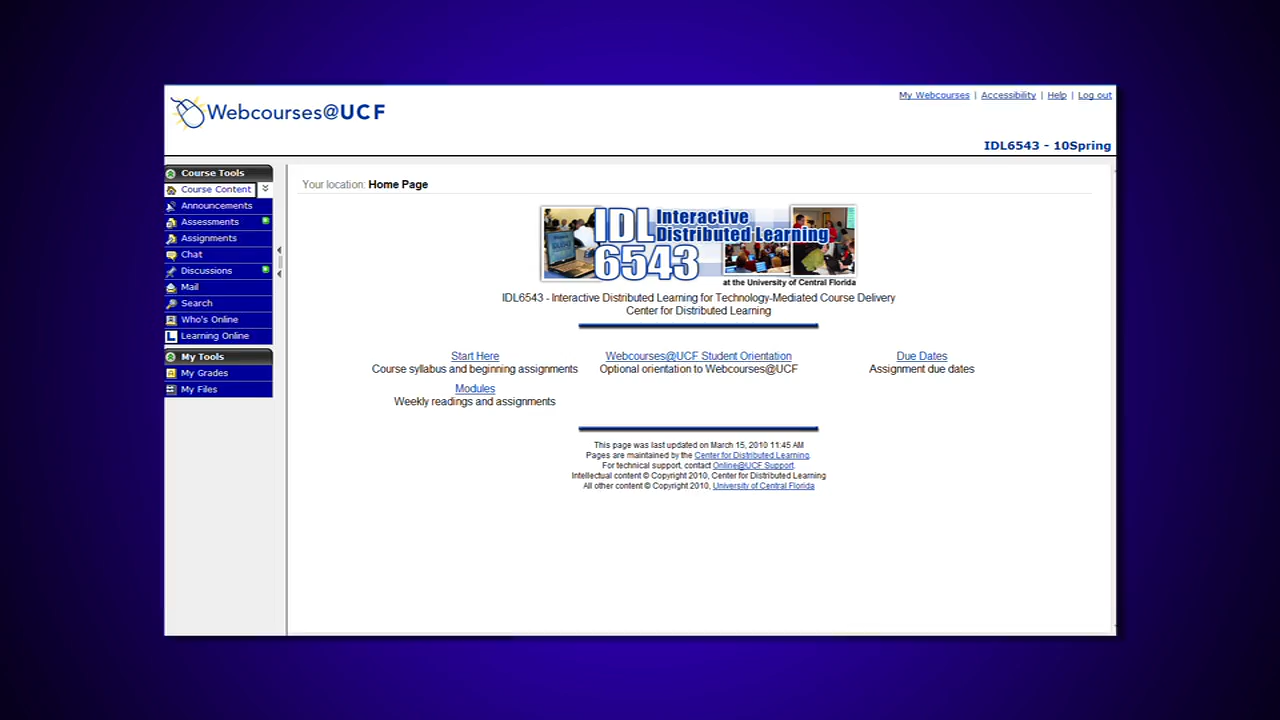 Webcourses@UCF
My Webcourses | Accessibility | Help | Log out
IDL6543 - 10Spring
Course Tools
Course Content
Announcements
Assessments
Assignments
Chat
Discussions
Mail
Search
Who's Online
Learning Online
My Tools
My Grades
My Files
Your location: Home Page
IDL Interactive
Distributed Learning
6543
at the University of Central Florida
IDL6543 - Interactive Distributed Learning for Technology-Mediated Course Delivery
Center for Distributed Learning
Start Here
Course syllabus and beginning assignments
Webcourses@UCF Student Orientation
Optional orientation to Webcourses@UCF
Due Dates
Assignment due dates
Modules
Weekly readings and assignments
This page was last updated on March 15, 2010 11:45 AM
Pages are maintained by the Center for Distributed Learning.
For technical support, contact Online@UCF Support.
Intellectual content © Copyright 2010, Center for Distributed Learning
All other content © Copyright 2010, University of Central Florida